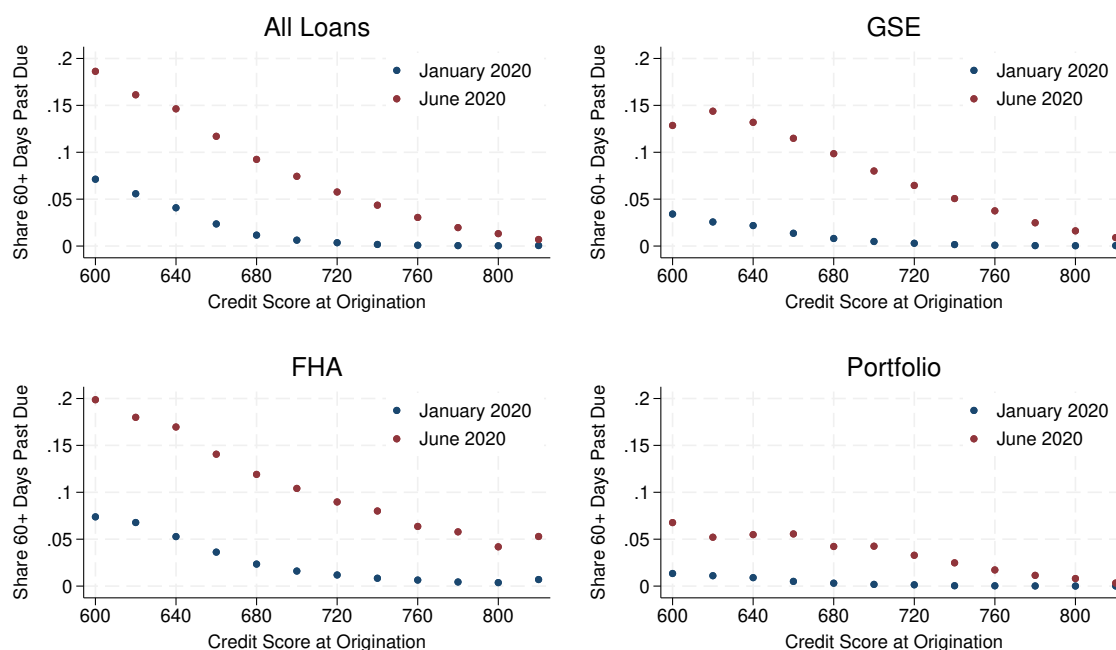 All Loans
Share 60+ Days Past Due
.2
.15
.1
.05
0
January 2020
June 2020
600 640 680 720 760 800
Credit Score at Origination
GSE
Share 60+ Days Past Due
.2
.15
.1
.05
0
January 2020
June 2020
600 640 680 720 760 800
Credit Score at Origination
FHA
Share 60+ Days Past Due
.2
.15
.1
.05
0
January 2020
June 2020
600 640 680 720 760 800
Credit Score at Origination
Portfolio
Share 60+ Days Past Due
.2
.15
.1
.05
0
January 2020
June 2020
600 640 680 720 760 800
Credit Score at Origination